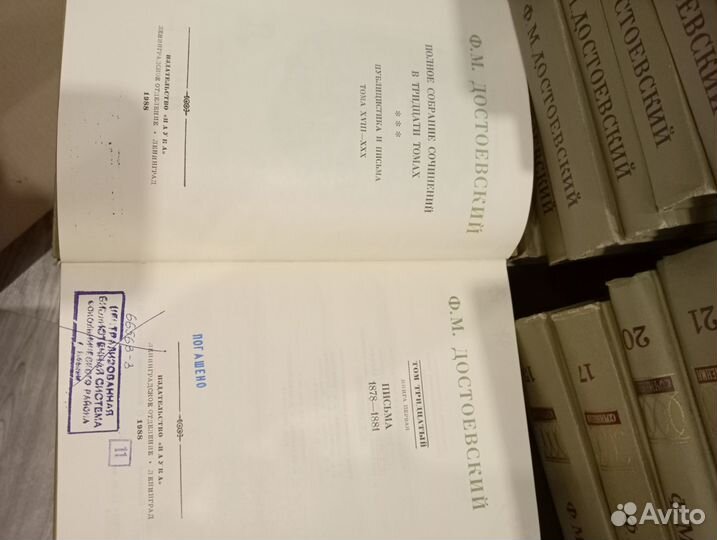 Ф. М. ДОСТОЕВСКИЙ
ПОЛНОЕ СОБРАНИЕ СОЧИНЕНИЙ
В ТРИДЦАТИ ТОМАХ
* * *
ПУБЛИЦИСТИКА И ПИСЬМА
ТОМА XVIII—XXX
ИЗДАТЕЛЬСТВО «НАУКА»
ЛЕНИНГРАДСКОЕ ОТДЕЛЕНИЕ • ЛЕНИНГРАД
1988
Ф. М. ДОСТОЕВСКИЙ
ТОМ ТРИДЦАТЫЙ
КНИГА ПЕРВАЯ
ПИСЬМА
1878—1881
ПОГАШЕНО
ИЗДАТЕЛЬСТВО «НАУКА»
ЛЕНИНГРАДСКОЕ ОТДЕЛЕНИЕ • ЛЕНИНГРАД
1988
ЦЕНТРАЛИЗОВАННАЯ
БИБЛИОТЕЧНАЯ СИСТЕМА
11
Ф. М. ДОСТОЕВСКИЙ
ДОСТОЕВСКИЙ
17
20
21
Avito